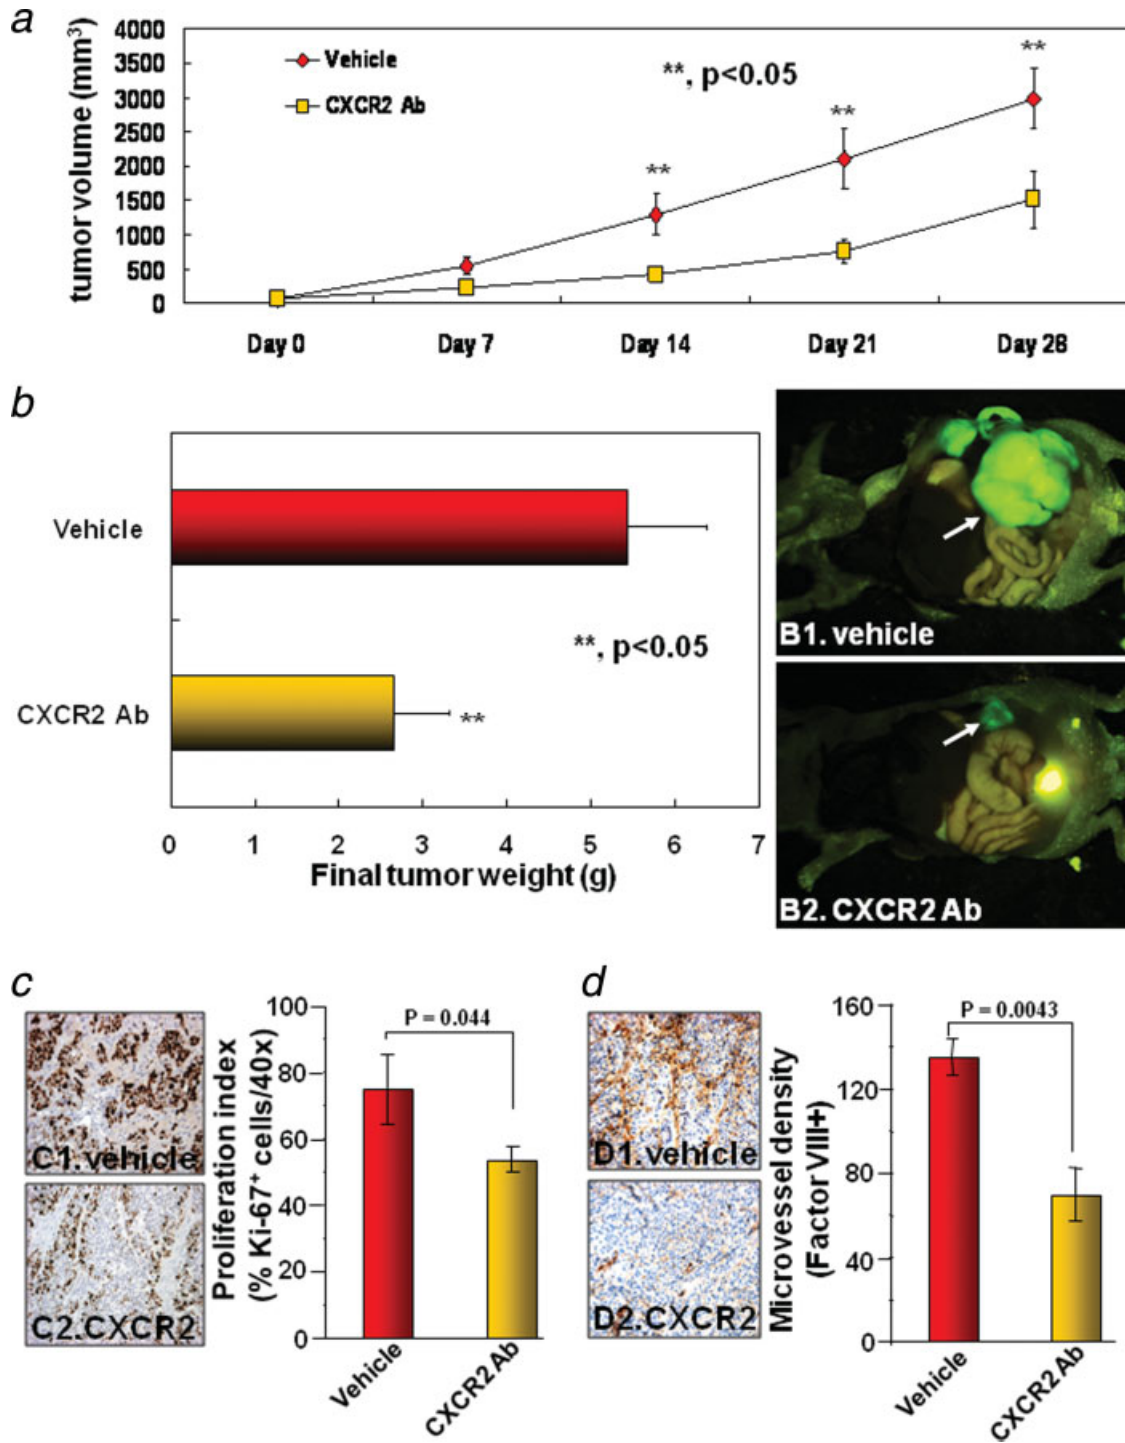 a
tumor volume (mm³)
4000
3500
3000
2500
2000
1500
1000
500
0
Vehicle
CXCR2 Ab
**, p<0.05
**
**
**
Day 0
Day 7
Day 14
Day 21
Day 28
b
Vehicle
CXCR2 Ab
**
**, p<0.05
0 1 2 3 4 5 6 7
Final tumor weight (g)
B1. vehicle
B2. CXCR2 Ab
c
C1.vehicle
C2.CXCR2
Proliferation index
(% Ki-67⁺ cells/40x)
100
80
60
40
20
0
P = 0.044
Vehicle
CXCR2 Ab
d
D1.vehicle
D2.CXCR2
Microvessel density
(Factor VIII+)
160
120
80
40
0
P = 0.0043
Vehicle
CXCR2 Ab